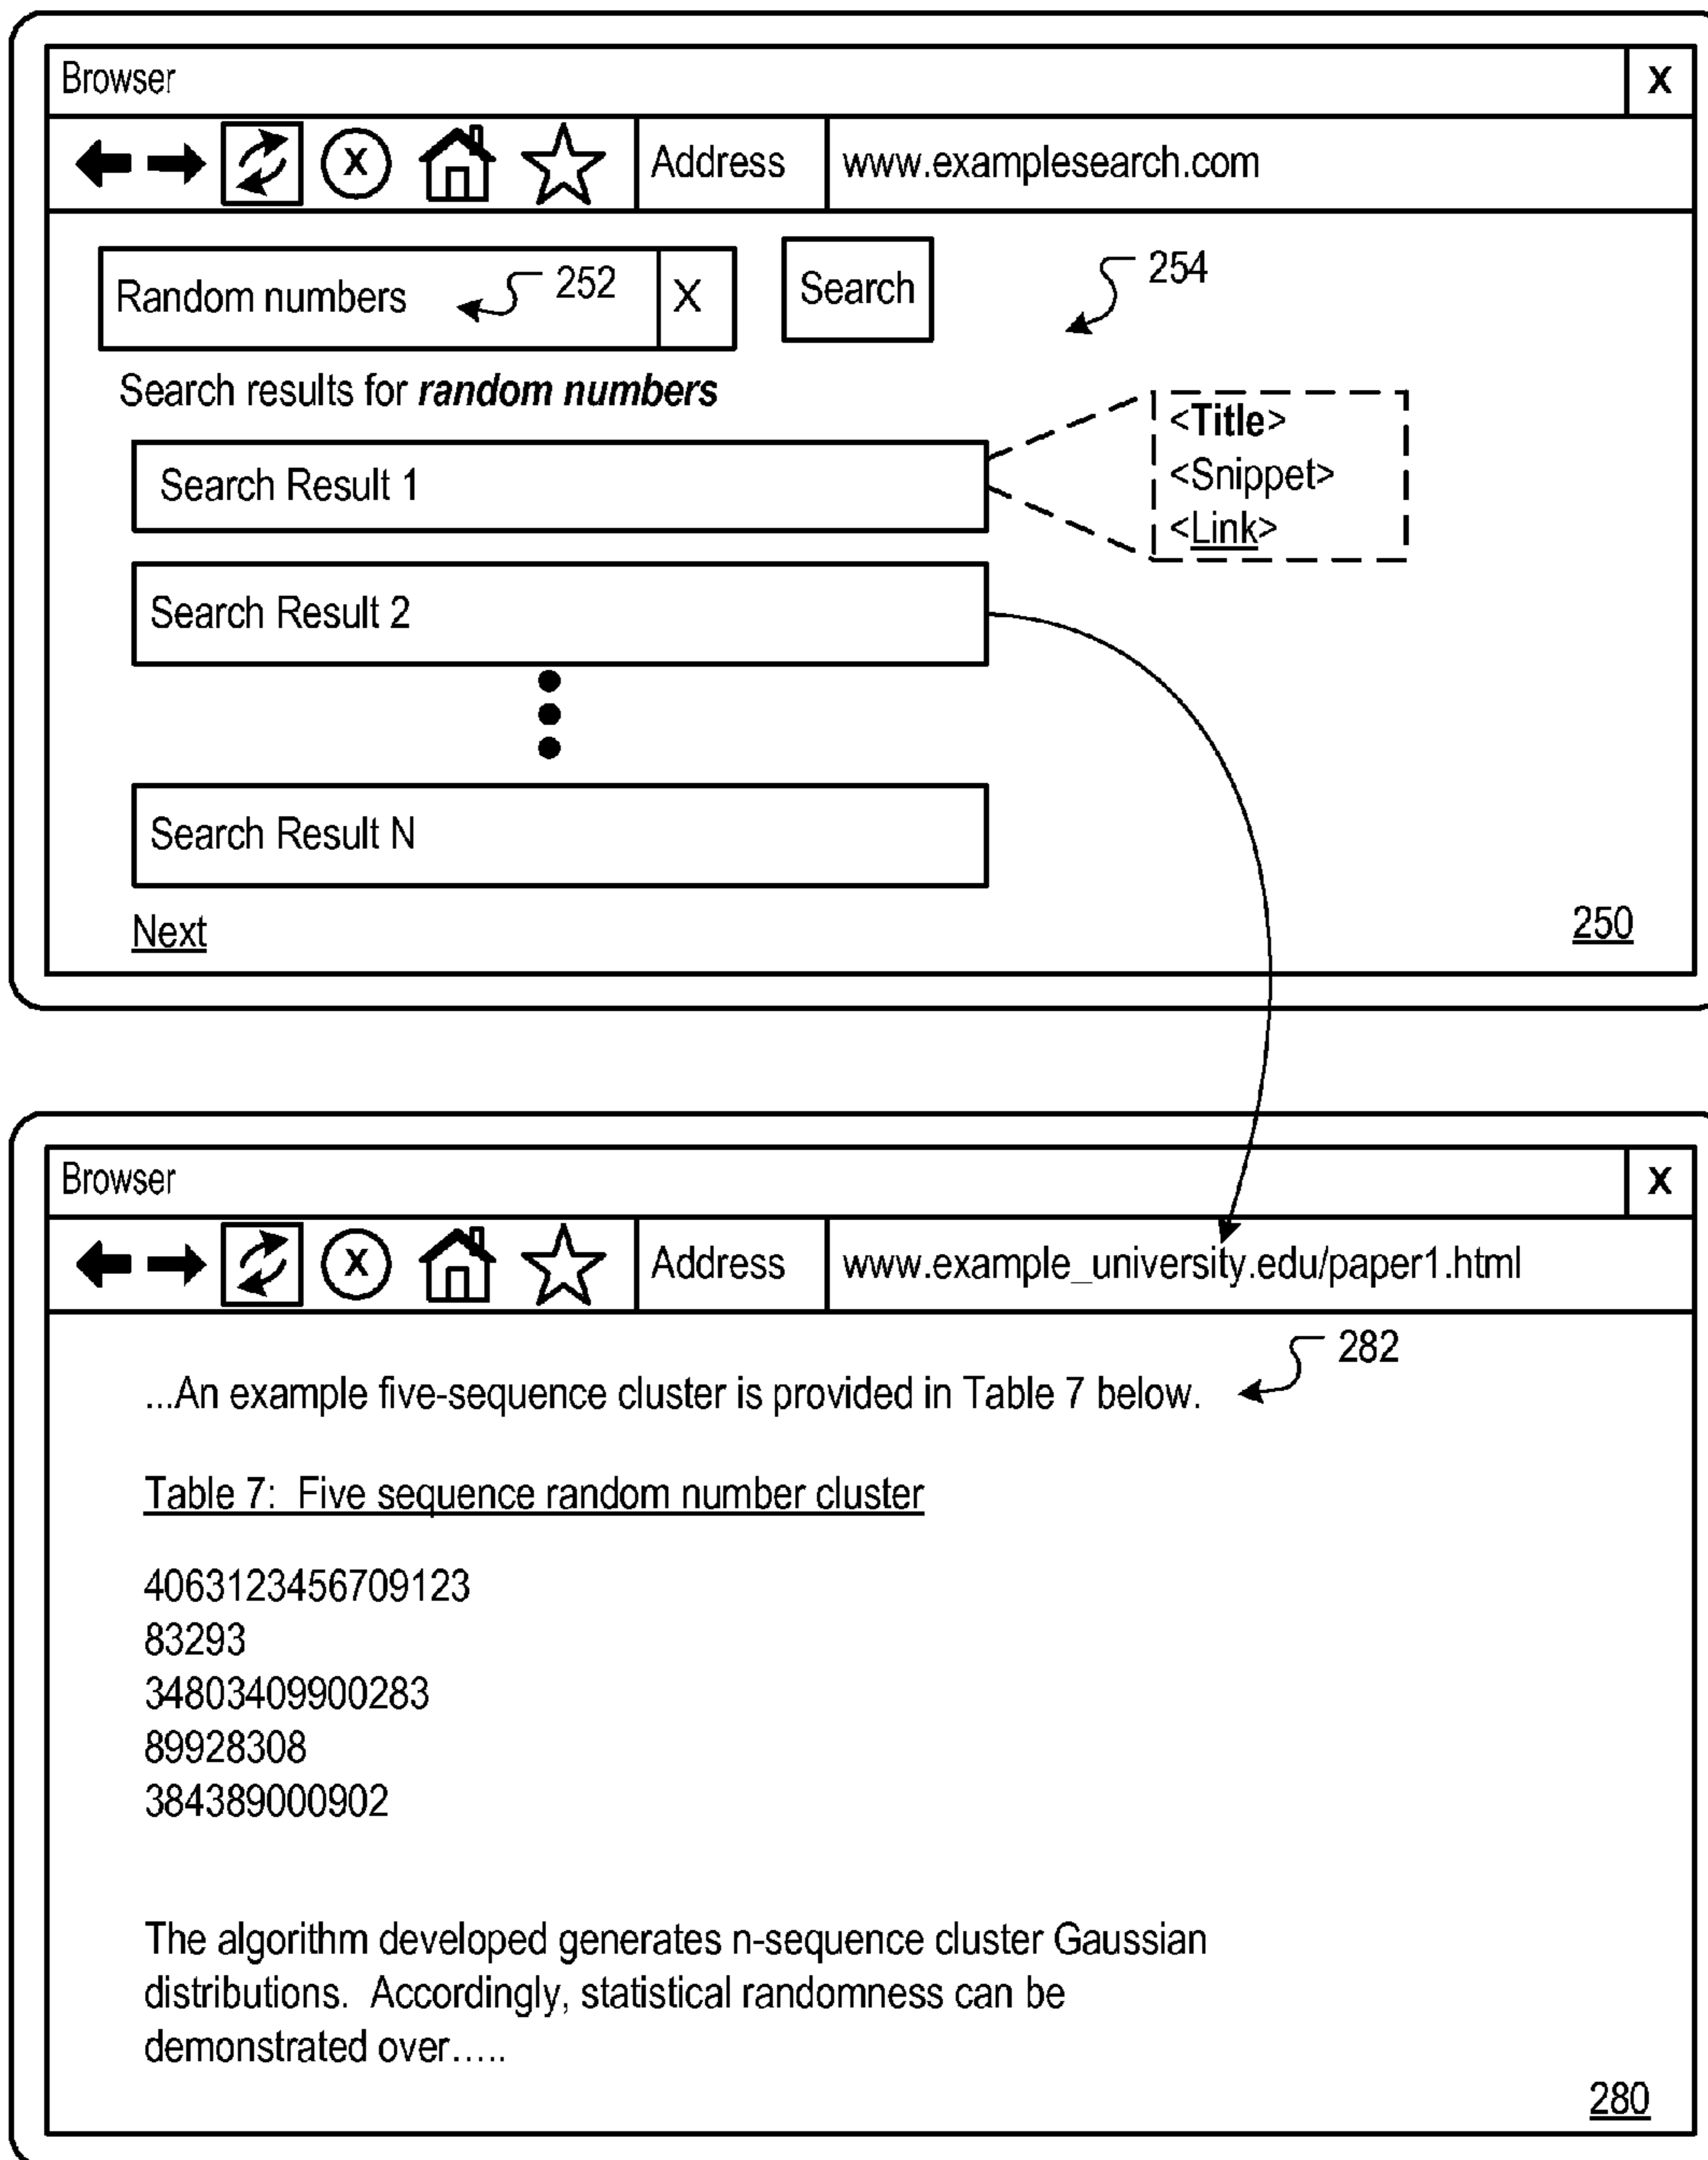 Browser X
X Address www.examplesearch.com
Random numbers 252 X Search 254
Search results for random numbers
<Title>
Search Result 1
<Snippet>
<Link>
Search Result 2
Search Result N
Next
250
Browser X
X Address www.example_university.edu/paper1.html
282
...An example five-sequence cluster is provided in Table 7 below.
Table 7: Five sequence random number cluster
4063123456709123
83293
34803409900283
89928308
384389000902
The algorithm developed generates n-sequence cluster Gaussian
distributions. Accordingly, statistical randomness can be
demonstrated over.....
280